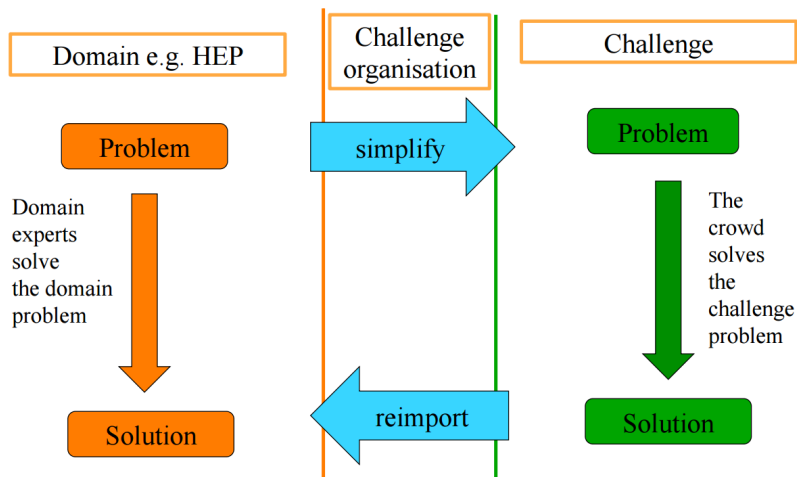 Domain e.g. HEP
Challenge
organisation
Challenge
Problem
simplify
Problem
Domain
experts
solve
the domain
problem
The
crowd
solves
the
challenge
problem
Solution
reimport
Solution